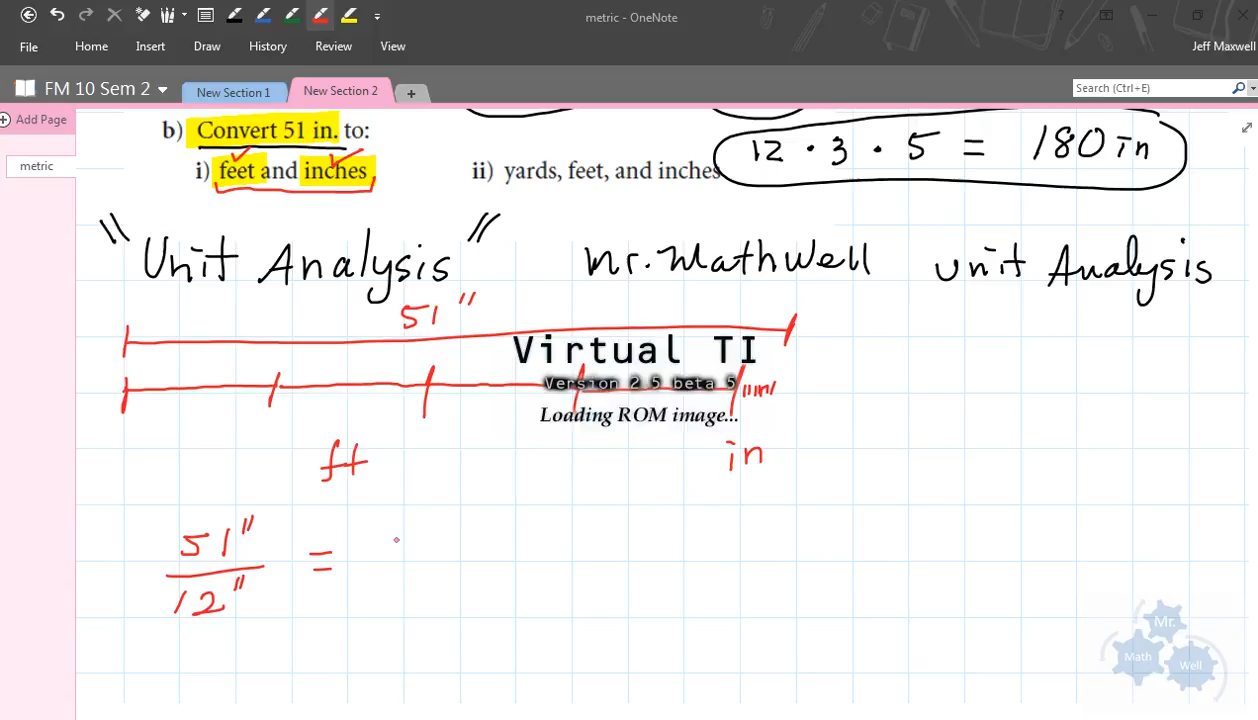 metric - OneNote
?
File Home Insert Draw History Review View
Jeff Maxwell
FM 10 Sem 2 New Section 1 New Section 2 +
Search (Ctrl+E)
Add Page
metric
b) Convert 51 in. to:
i) feet and inches ii) yards, feet, and inches
12 · 3 · 5 = 180 in
"Unit Analysis" Mr. MathWell Unit Analysis
51"
Virtual TI
Version 2.5 beta 5
Loading ROM image...
ft in
51"
=
12"
Mr.
Math
Well